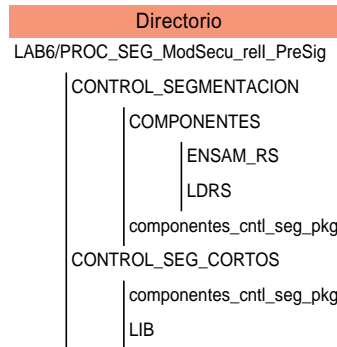 Directorio
LAB6/PROC_SEG_ModSecu_rell_PreSig
CONTROL_SEGMENTACION
COMPONENTES
ENSAM_RS
LDRS
componentes_cntl_seg_pkg
CONTROL_SEG_CORTOS
componentes_cntl_seg_pkg
LIB